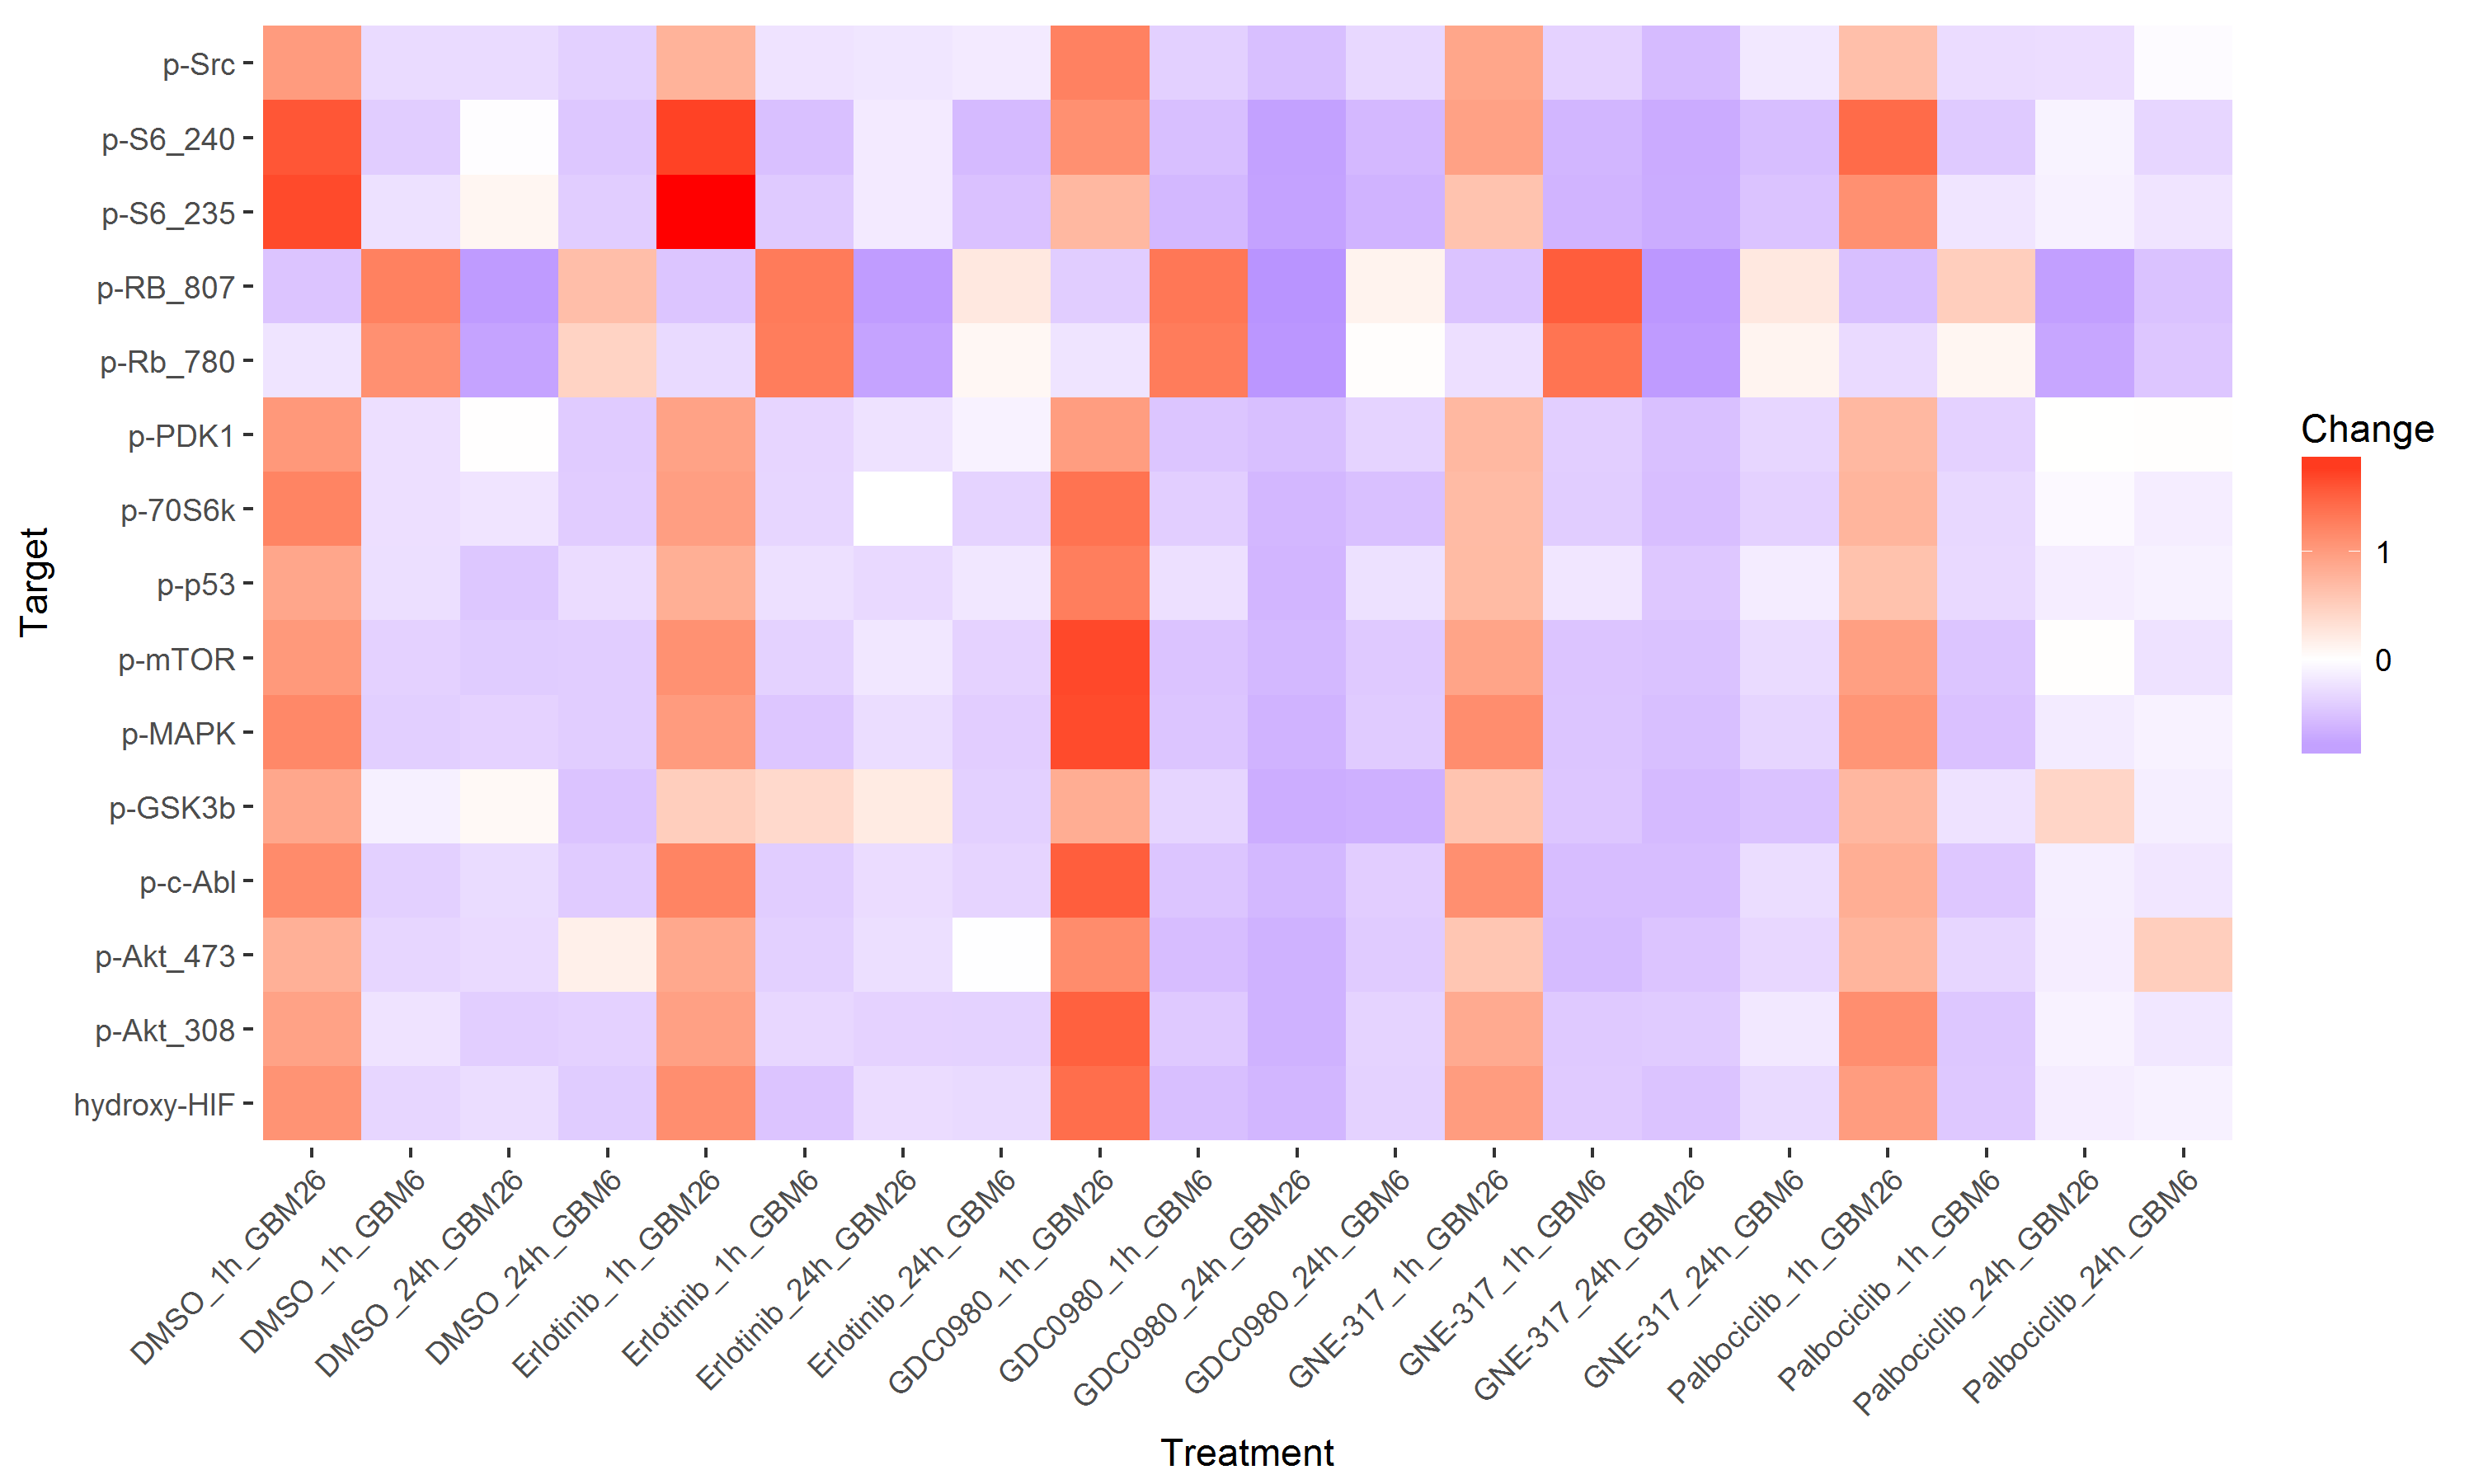 p-Src
p-S6_240
p-S6_235
p-RB_807
p-Rb_780
p-PDK1
p-70S6k
p-p53
p-mTOR
p-MAPK
p-GSK3b
p-c-Abl
p-Akt_473
p-Akt_308
hydroxy-HIF
Target
DMSO_1h_GBM26
DMSO_1h_GBM6
DMSO_24h_GBM26
DMSO_24h_GBM6
Erlotinib_1h_GBM26
Erlotinib_1h_GBM6
Erlotinib_24h_GBM26
Erlotinib_24h_GBM6
GDC0980_1h_GBM26
GDC0980_1h_GBM6
GDC0980_24h_GBM26
GDC0980_24h_GBM6
GNE-317_1h_GBM26
GNE-317_1h_GBM6
GNE-317_24h_GBM26
GNE-317_24h_GBM6
Palbociclib_1h_GBM26
Palbociclib_1h_GBM6
Palbociclib_24h_GBM26
Palbociclib_24h_GBM6
Treatment
Change
1
0